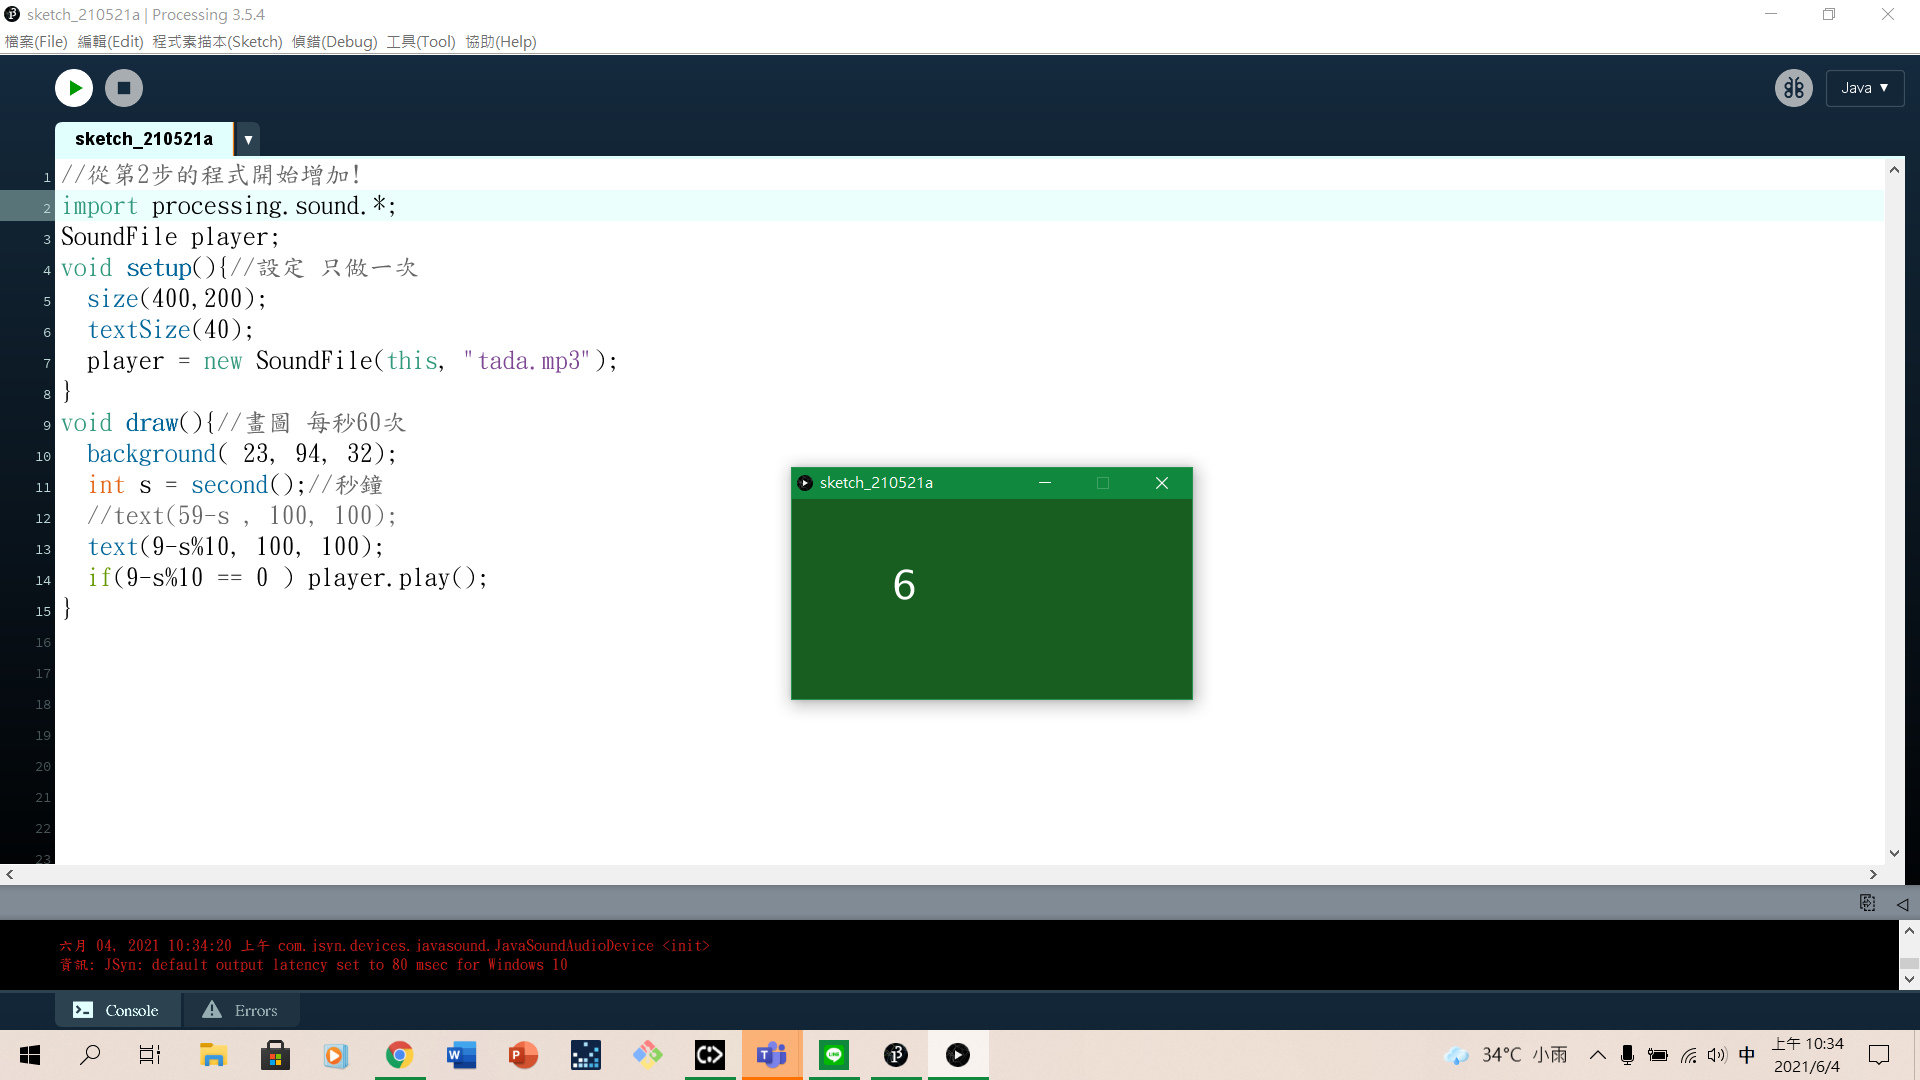 sketch_210521a | Processing 3.5.4
檔案(File) 編輯(Edit) 程式素描本(Sketch) 偵錯(Debug) 工具(Tool) 協助(Help)
Java ▼
sketch_210521a ▼
1 //從第2步的程式開始增加!
2 import processing.sound.*;
3 SoundFile player;
4 void setup(){//設定 只做一次
5   size(400,200);
6   textSize(40);
7   player = new SoundFile(this, "tada.mp3");
8 }
9 void draw(){//畫圖 每秒60次
10   background( 23, 94, 32);
11   int s = second();//秒鐘
12   //text(59-s , 100, 100);
13   text(9-s%10, 100, 100);
14   if(9-s%10 == 0 ) player.play();
15 }
16
17
18
19
20
21
22
23
sketch_210521a
6
六月 04, 2021 10:34:20 上午 com.jsyn.devices.javasound.JavaSoundAudioDevice <init>
資訊: JSyn: default output latency set to 80 msec for Windows 10
Console Errors
34°C 小雨 中 上午 10:34
2021/6/4